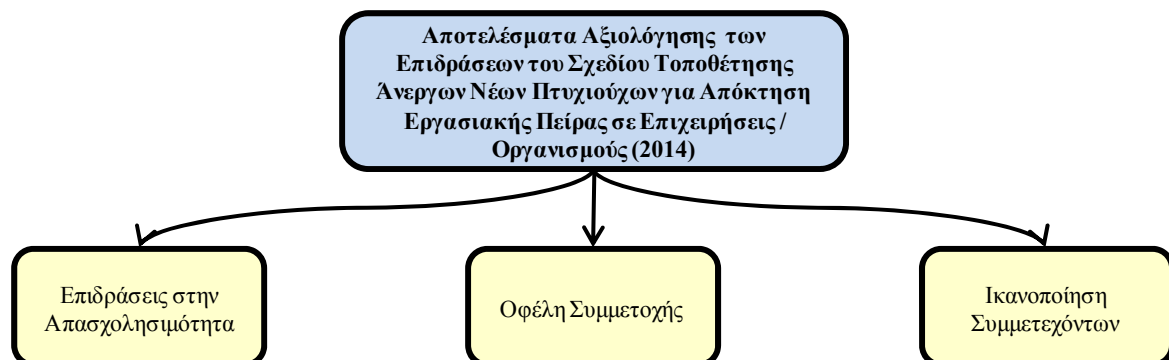 Αποτελέσματα Αξιολόγησης των
Επιδράσεων του Σχεδίου Τοποθέτησης
Άνεργων Νέων Πτυχιούχων για Απόκτηση
Εργασιακής Πείρας σε Επιχειρήσεις /
Οργανισμούς (2014)
Επιδράσεις στην
Απασχολησιμότητα
Οφέλη Συμμετοχής
Ικανοποίηση
Συμμετεχόντων